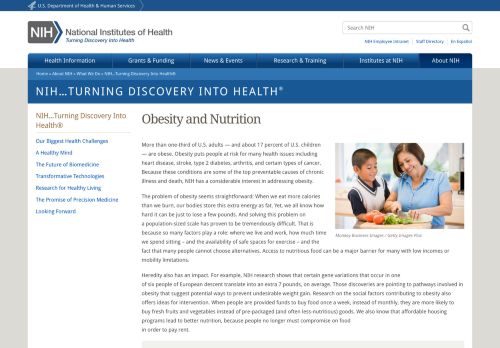 U.S. Department of Health & Human Services
NIH
National Institutes of Health
Turning Discovery Into Health
Search NIH
NIH Employee Intranet
Staff Directory
En Español
Health Information
Grants & Funding
News & Events
Research & Training
Institutes at NIH
About NIH
Home » About NIH » What We Do » NIH...Turning Discovery Into Health®
NIH...TURNING DISCOVERY INTO HEALTH®
NIH...Turning Discovery Into
Health®
Our Biggest Health Challenges
A Healthy Mind
The Future of Biomedicine
Transformative Technologies
Research for Healthy Living
The Promise of Precision Medicine
Looking Forward
Obesity and Nutrition
More than one-third of U.S. adults — and about 17 percent of U.S. children
— are obese. Obesity puts people at risk for many health issues including
heart disease, stroke, type 2 diabetes, arthritis, and certain types of cancer.
Because these conditions are some of the top preventable causes of chronic
illness and death, NIH has a considerable interest in addressing obesity.
Monkey Business Images / Getty Images Plus
The problem of obesity seems straightforward: When we eat more calories
than we burn, our bodies store this extra energy as fat. Yet, we all know how
hard it can be just to lose a few pounds. And solving this problem on
a population-sized scale has proven to be tremendously difficult. That is
because so many factors play a role: where we live and work, how much time
we spend sitting – and the availability of safe spaces for exercise – and the
fact that many people cannot choose alternatives. Access to nutritious food can be a major barrier for many with low incomes or
mobility limitations.
Heredity also has an impact. For example, NIH research shows that certain gene variations that occur in one
of six people of European descent translate into an extra 7 pounds, on average. Those discoveries are pointing to pathways involved in
obesity that suggest potential ways to prevent undesirable weight gain. Research on the social factors contributing to obesity also
offers ideas for intervention. When people are provided funds to buy food once a week, instead of monthly, they are more likely to
buy fresh fruits and vegetables instead of pre-packaged (and often less-nutritious) goods. We also know that affordable housing
programs lead to better nutrition, because people no longer must compromise on food
in order to pay rent.